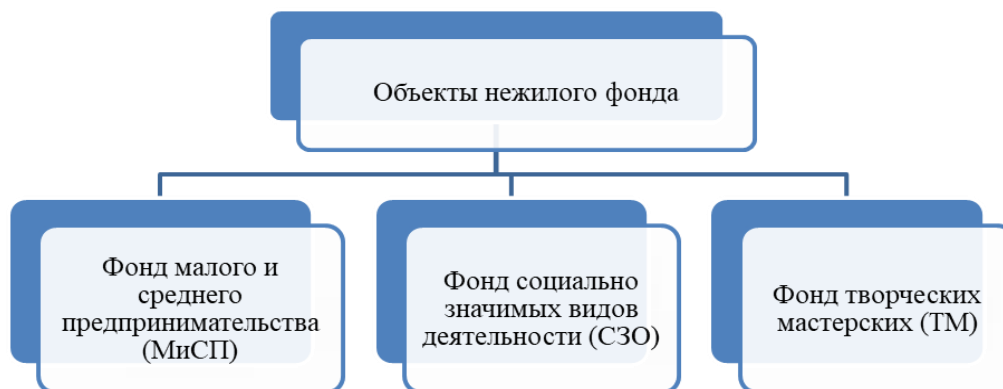 Объекты нежилого фонда
Фонд малого и
среднего
предпринимательства
(МиСП)
Фонд социально
значимых видов
деятельности (СЗО)
Фонд творческих
мастерских (ТМ)